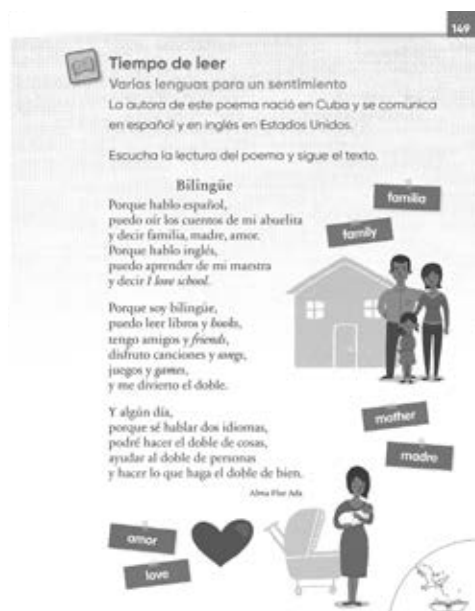 149
Tiempo de leer
Varias lenguas para un sentimiento
La autora de este poema nació en Cuba y se comunica
en español y en inglés en Estados Unidos.
Escucha la lectura del poema y sigue el texto.
Bilingüe
Porque hablo español,
puedo oír los cuentos de mi abuelita
y decir familia, madre, amor.
Porque hablo inglés,
puedo aprender de mi maestra
y decir I love school.
Porque soy bilingüe,
puedo leer libros y books,
tengo amigos y friends,
disfruto canciones y songs,
juegos y games,
y me divierto el doble.
Y algún día,
porque sé hablar dos idiomas,
podré hacer el doble de cosas,
ayudar al doble de personas
y hacer lo que haga el doble de bien.
Alma Flor Ada
familia
family
mother
madre
amor
love